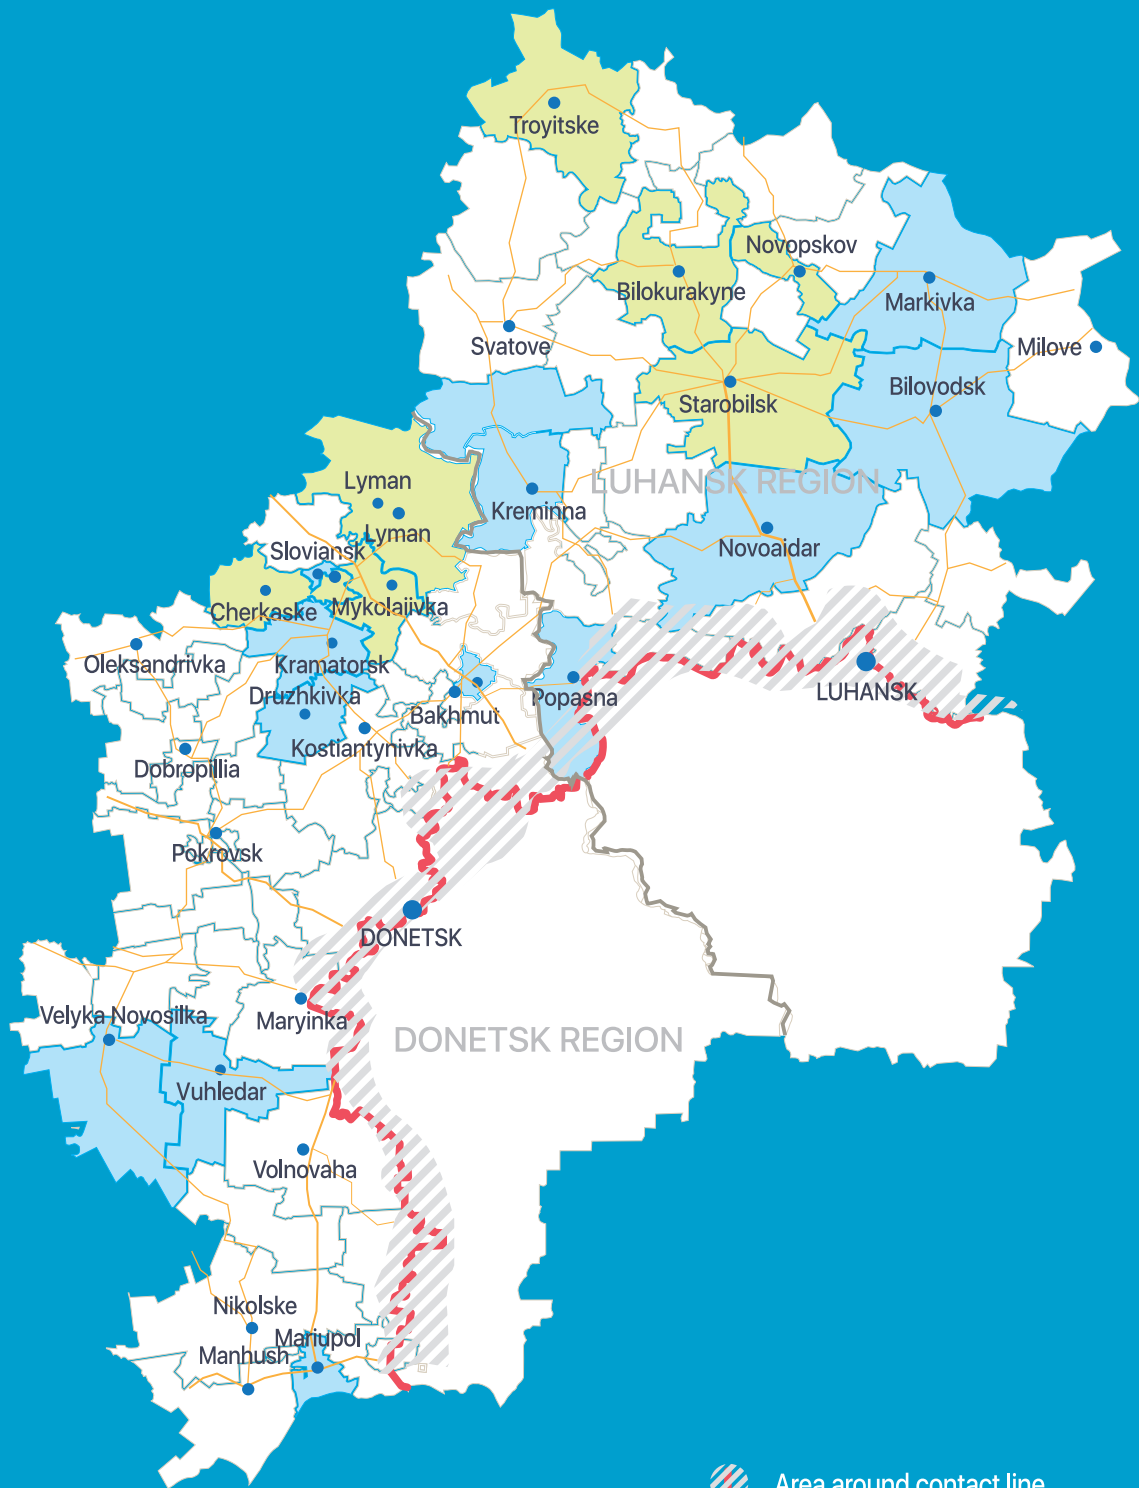 Troyitske
Novopskov
Bilokurakyne
Markivka
Svatove
Milove
Bilovodsk
Starobilsk
LUHANSK REGION
Lyman
Kreminna
Lyman
Novoaidar
Sloviansk
Cherkaske
Mykolaiivka
Oleksandrivka
Kramatorsk
Druzhkivka
LUHANSK
Popasna
Bakhmut
Kostiantynivka
Dobropillia
Pokrovsk
DONETSK
Velyka Novosilka
Maryinka
DONETSK REGION
Vuhledar
Volnovaha
Nikolske
Mariupol
Manhush
Area around contact line